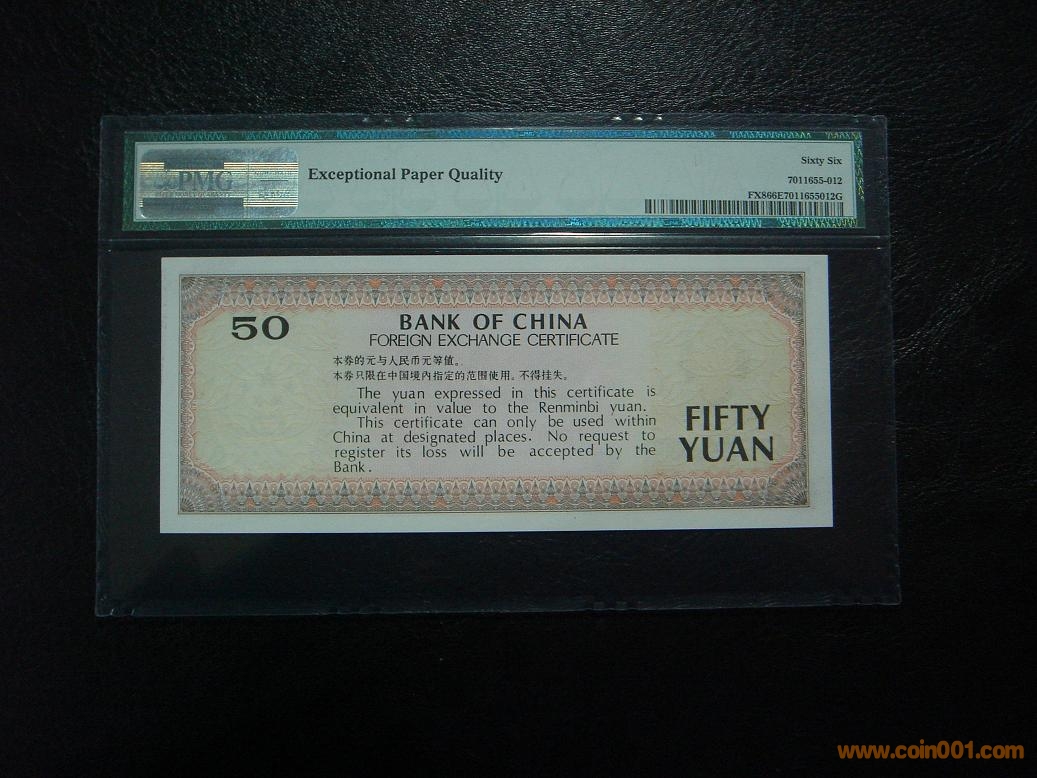 PMG
Exceptional Paper Quality
Sixty Six
7011655-012
FX866E7011655012G
50
BANK OF CHINA
FOREIGN EXCHANGE CERTIFICATE
本券的元与人民币元等值。
本券只限在中国境内指定的范围使用。不得挂失。
The yuan expressed in this certificate is
equivalent in value to the Renminbi yuan.
This certificate can only be used within
China at designated places. No request to
register its loss will be accepted by the
Bank.
FIFTY
YUAN
www.coin001.com